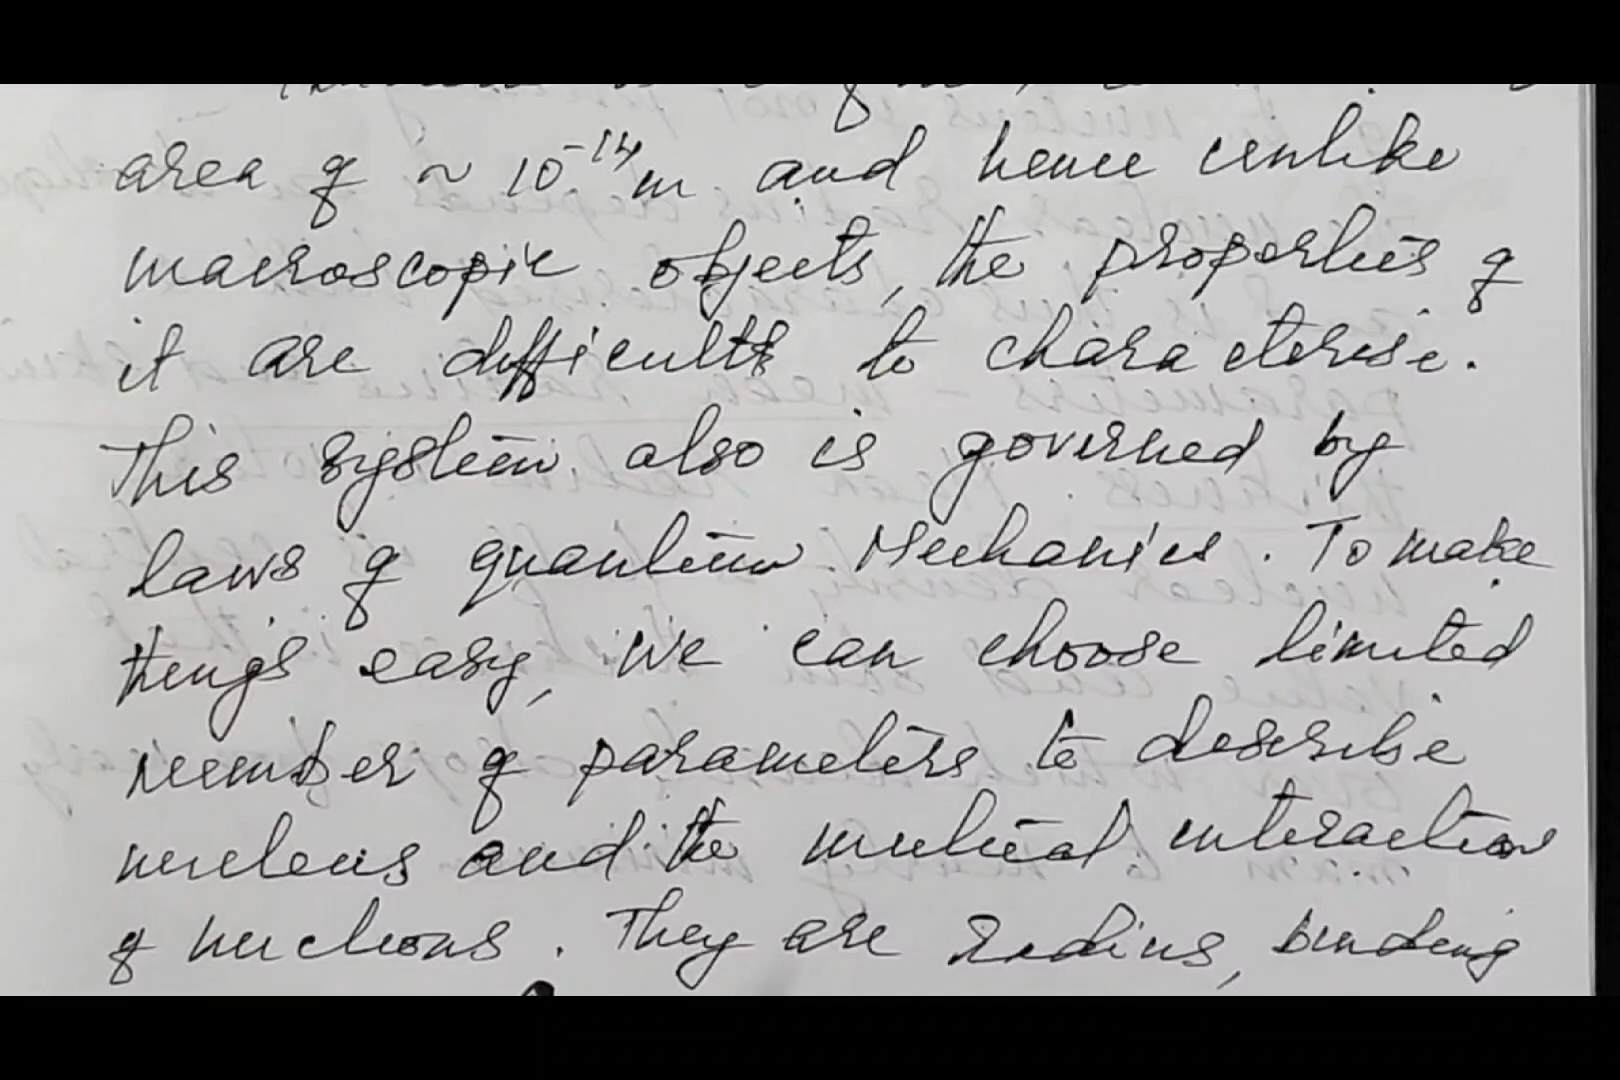 area of ~ 10⁻¹⁴m and hence unlike
macroscopic objects, the properties of
it are difficult to characterise.
This system also is governed by
laws of quantum Mechanics. To make
things easy, we can choose limited
number of parameters to describe
nucleus and the mutual interaction
of nucleons. They are radius, binding